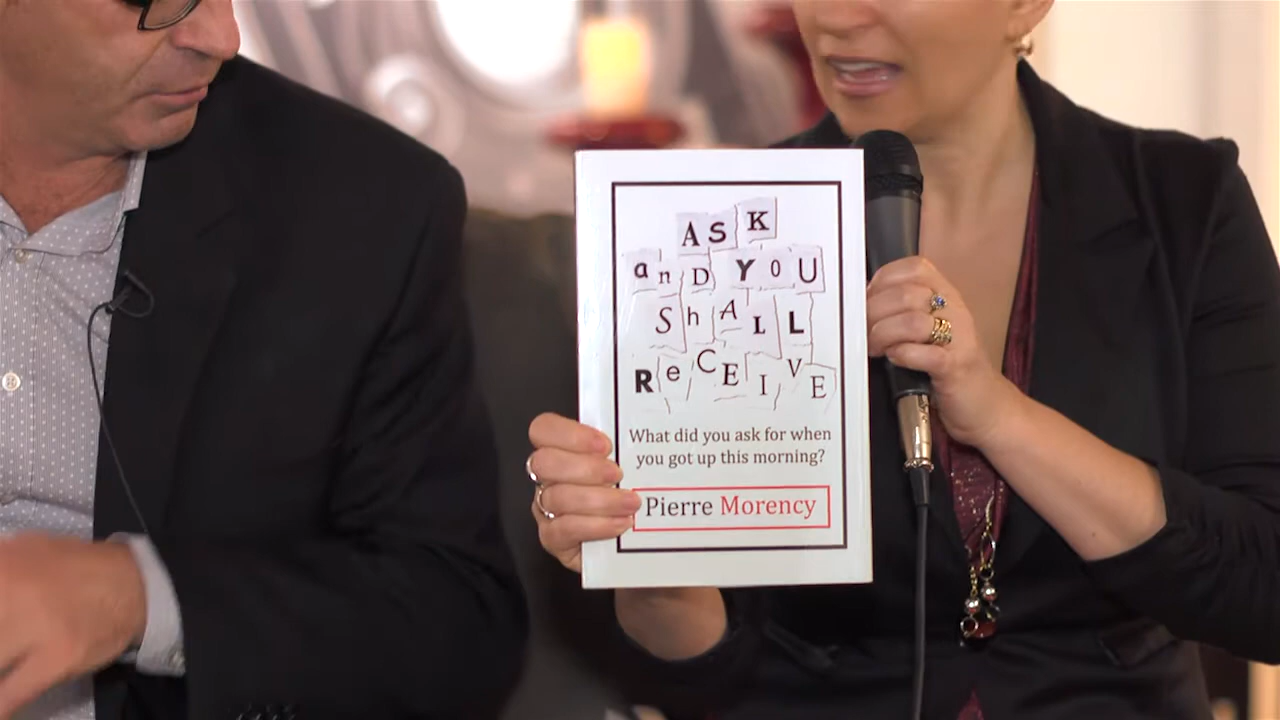 ASK
anD YOU
ShALL
ReCEIVE
What did you ask for when
you got up this morning?
Pierre Morency